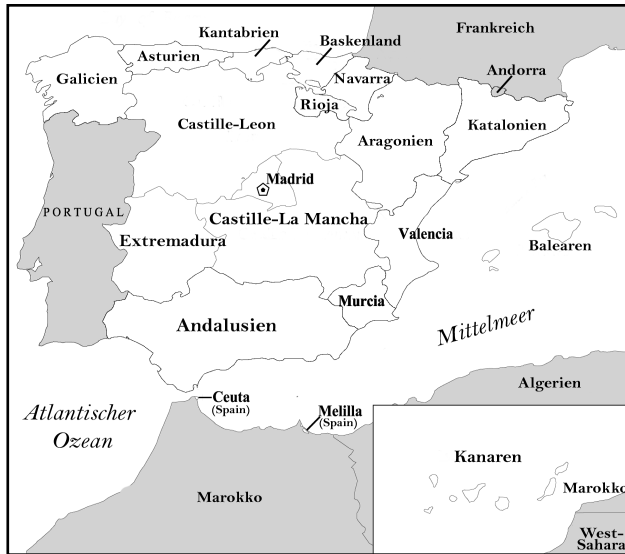 Frankreich
Kantabrien
Baskenland
Asturien
Galicien
Navarra
Andorra
Rioja
Castille-Leon
Aragonien
Katalonien
Madrid
PORTUGAL
Castille-La Mancha
Extremadura
Valencia
Balearen
Murcia
Andalusien
Mittelmeer
Ceuta
(Spain)
Melilla
(Spain)
Algerien
Atlantischer
Ozean
Kanaren
Marokko
Marokko
West-
Sahara